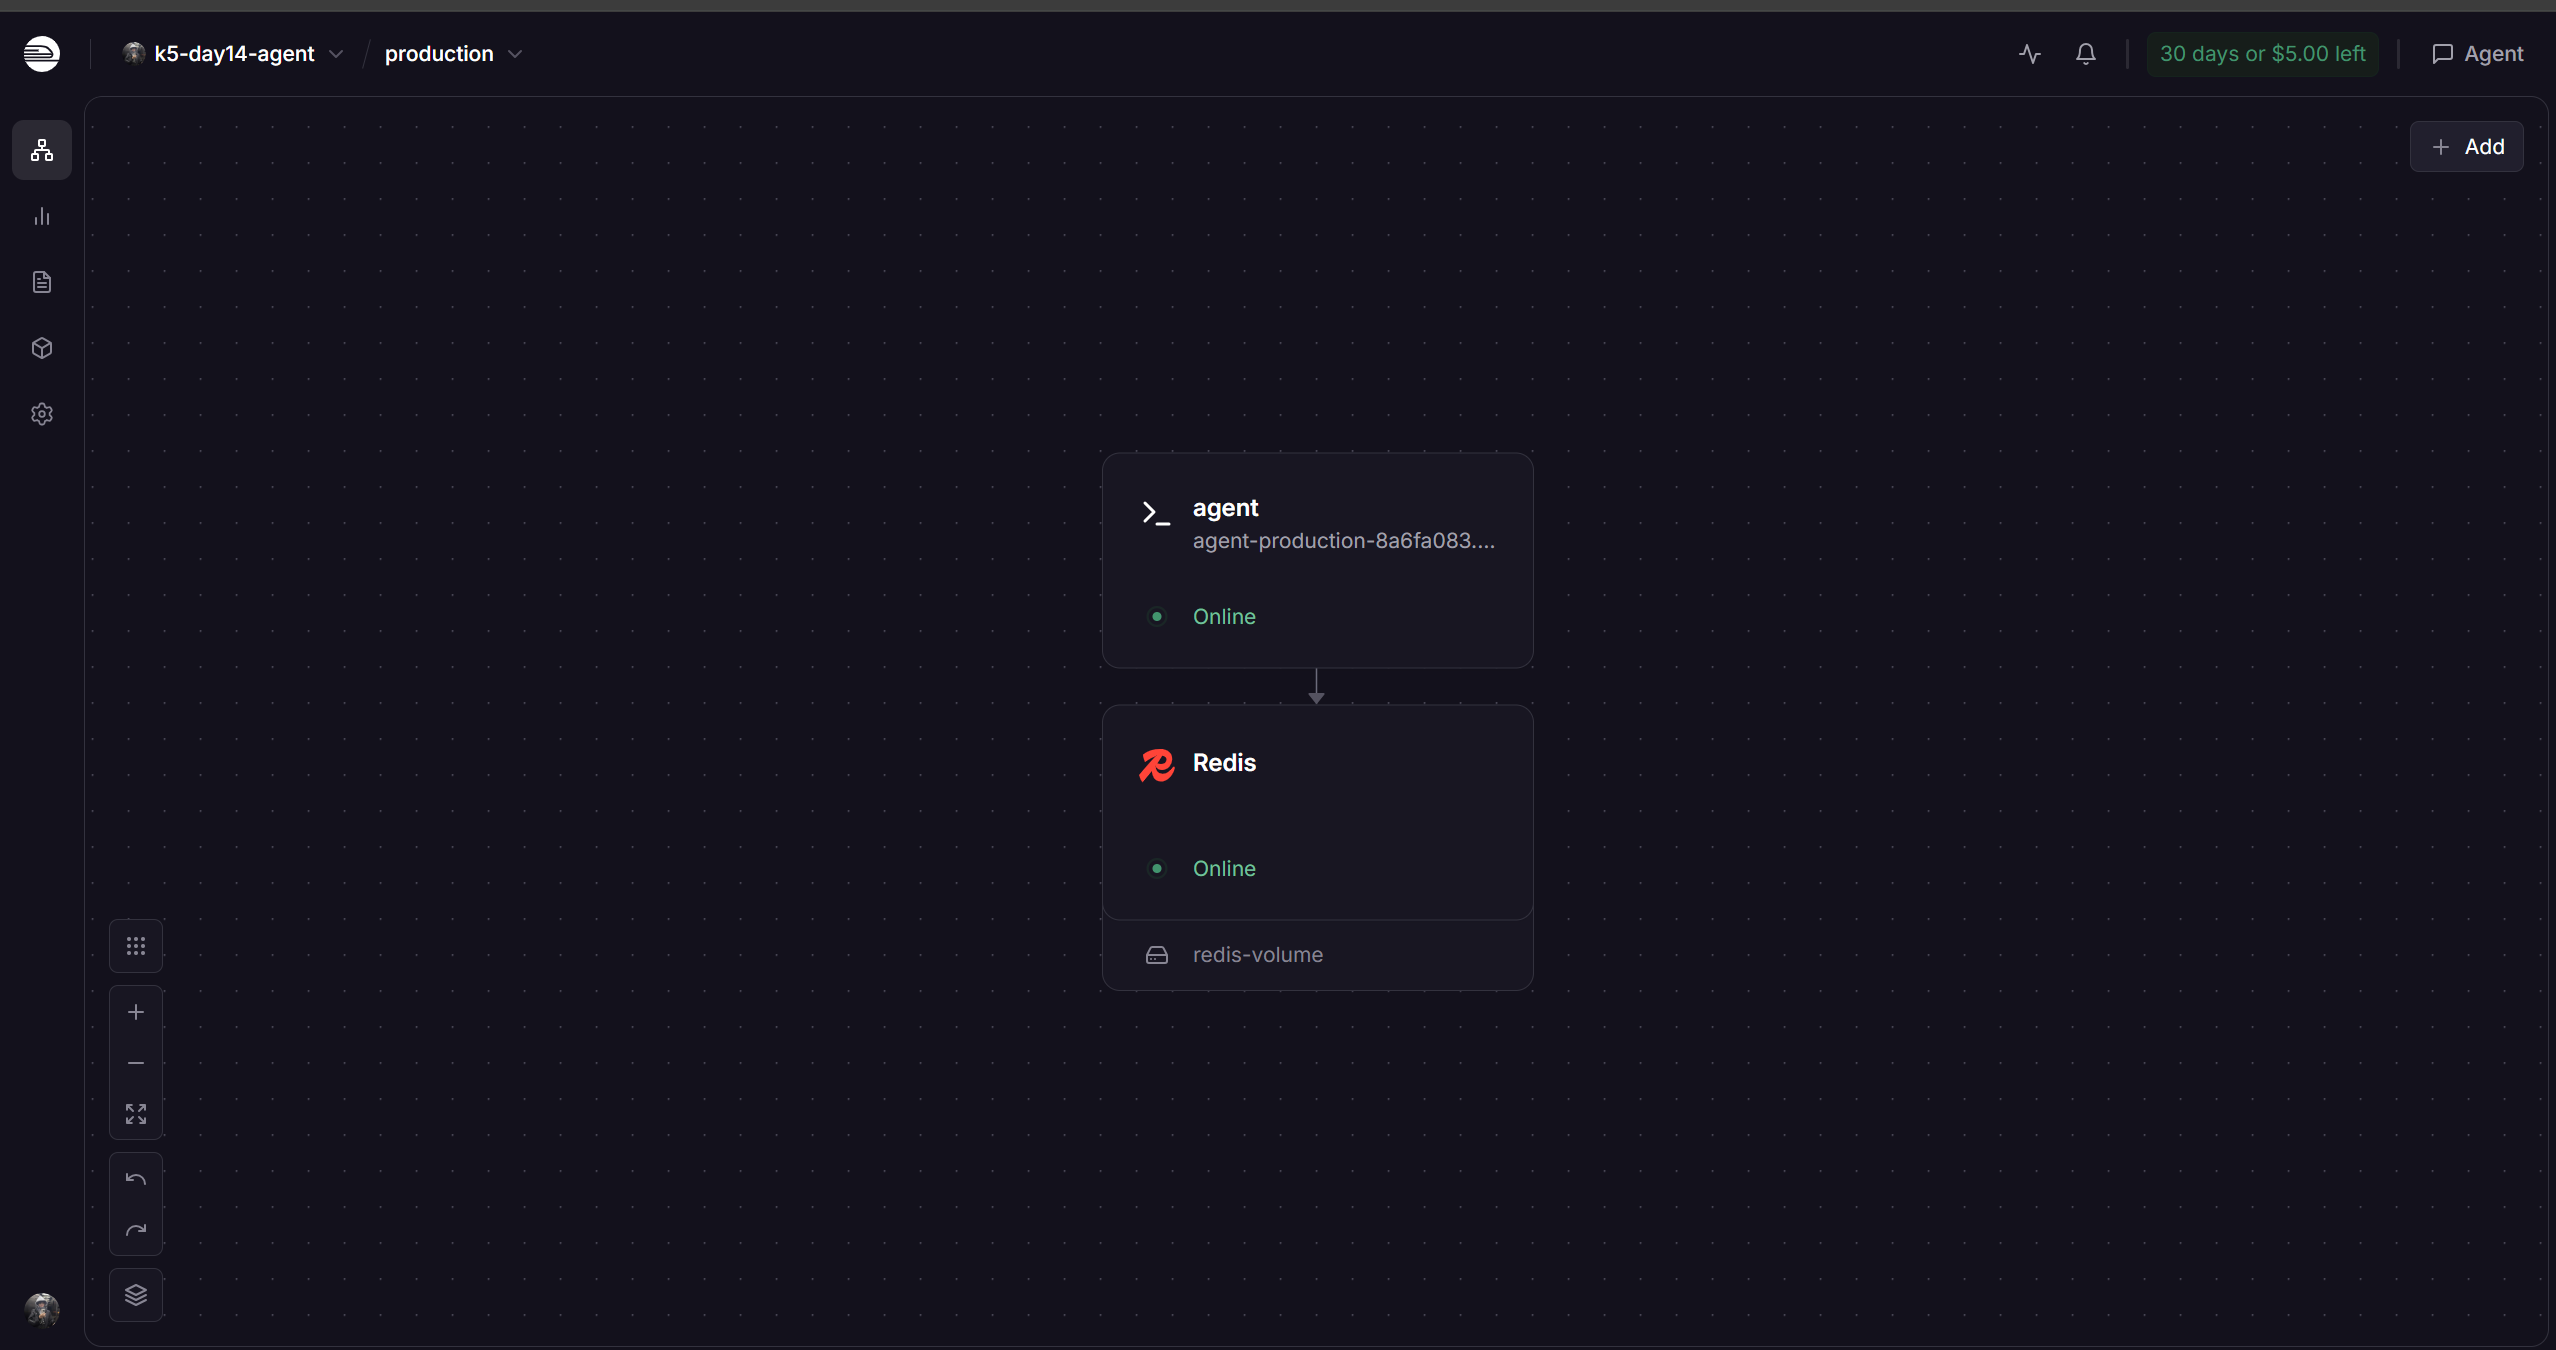 k5-day14-agent
production
30 days or $5.00 left
Agent
Add
agent
agent-production-8a6fa083....
Online
Redis
Online
redis-volume